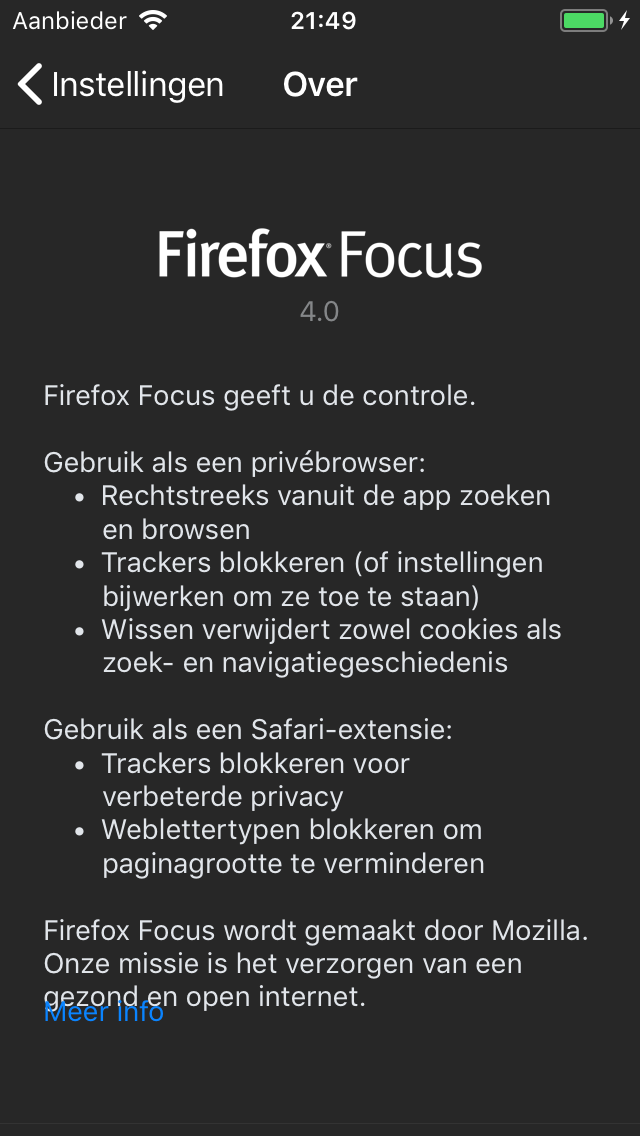 Aanbieder 21:49
Instellingen Over
Firefox Focus
4.0
Firefox Focus geeft u de controle.
Gebruik als een privébrowser:
• Rechtstreeks vanuit de app zoeken
en browsen
• Trackers blokkeren (of instellingen
bijwerken om ze toe te staan)
• Wissen verwijdert zowel cookies als
zoek- en navigatiegeschiedenis
Gebruik als een Safari-extensie:
• Trackers blokkeren voor
verbeterde privacy
• Weblettertypen blokkeren om
paginagrootte te verminderen
Firefox Focus wordt gemaakt door Mozilla.
Onze missie is het verzorgen van een
gezond en open internet.
Meer info